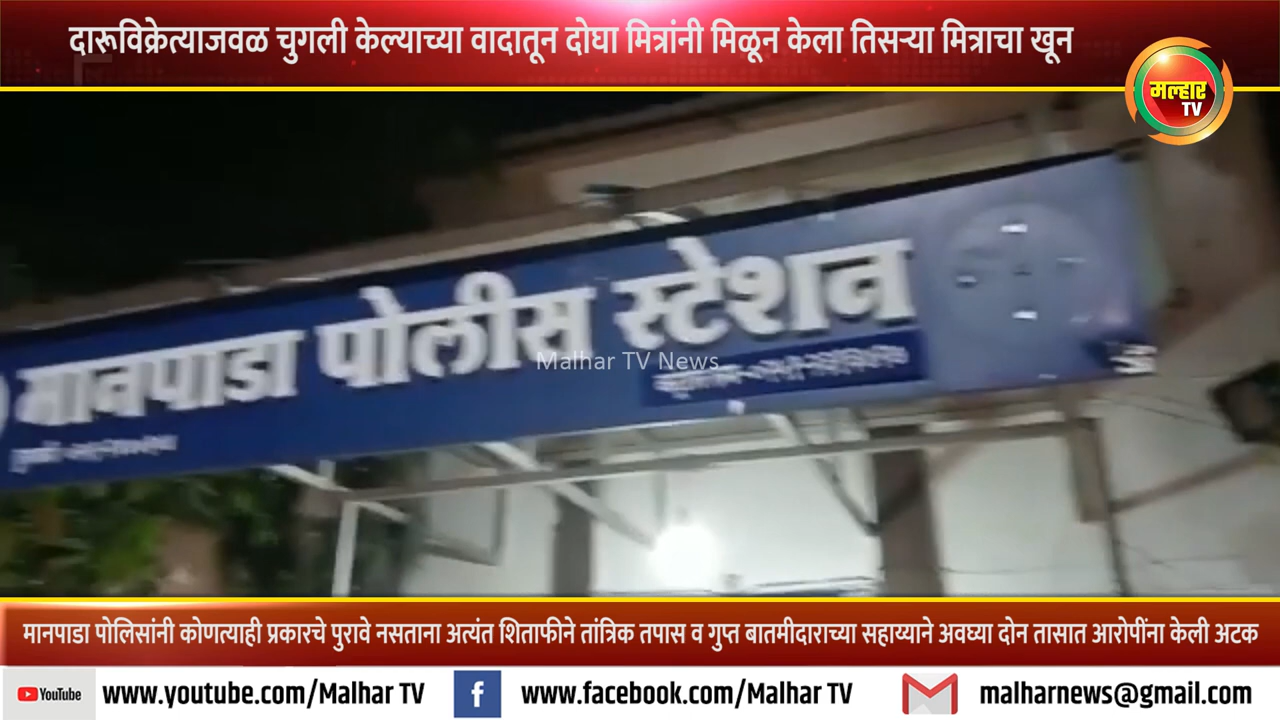 दारूविक्रेत्याजवळ चुगली केल्याच्या वादातून दोघा मित्रांनी मिळून केला तिसऱ्या मित्राचा खून
मल्हार
TV
मानपाडा पोलीस स्टेशन
Malhar TV News
मानपाडा पोलिसांनी कोणत्याही प्रकारचे पुरावे नसताना अत्यंत शिताफीने तांत्रिक तपास व गुप्त बातमीदाराच्या सहाय्याने अवघ्या दोन तासात आरोपींना केली अटक
YouTube www.youtube.com/Malhar TV www.facebook.com/Malhar TV malharnews@gmail.com